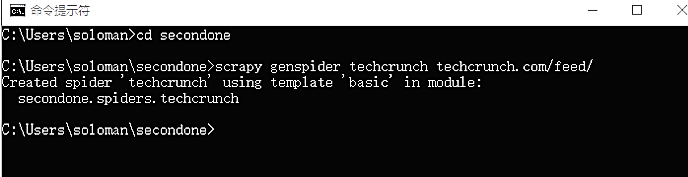 命令提示符
C:\Users\soloman>cd secondone
C:\Users\soloman\secondone>scrapy genspider techcrunch techcrunch.com/feed/
Created spider 'techcrunch' using template 'basic' in module:
  secondone.spiders.techcrunch
C:\Users\soloman\secondone>